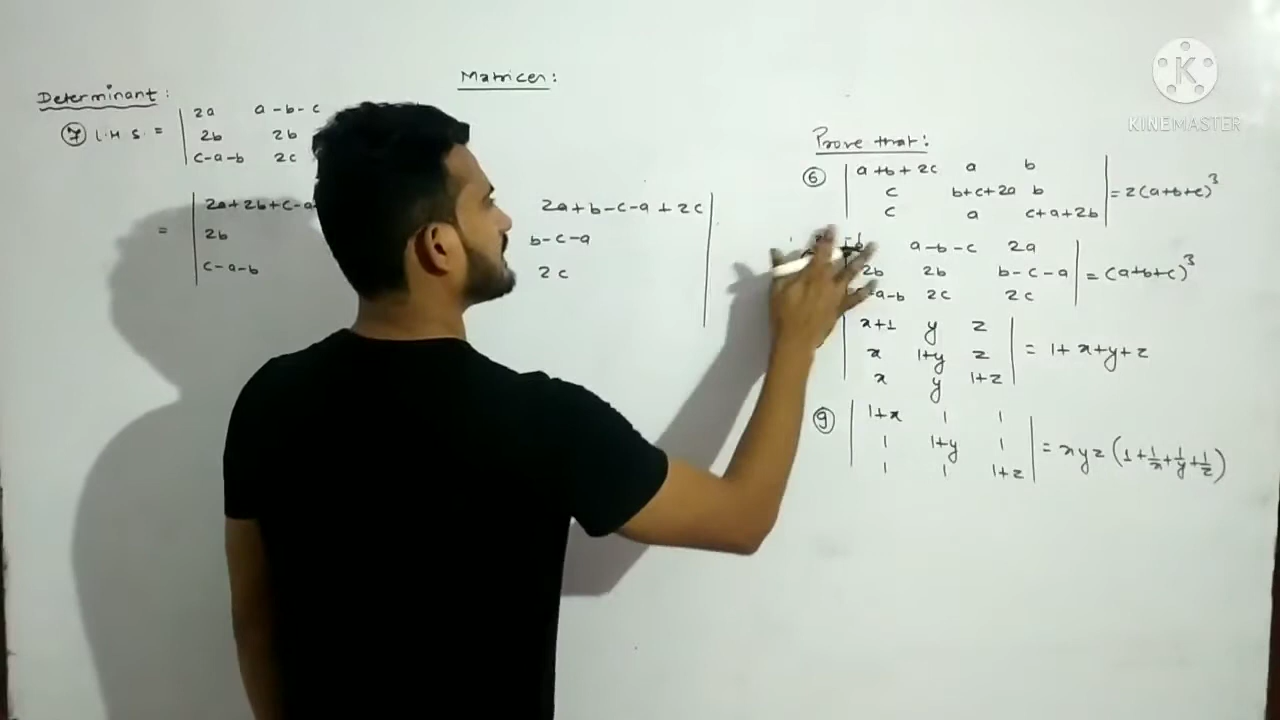 Matricen:
Determinant:
7 L.H.S. = | 2a a-b-c
2b 2b
c-a-b 2c
= | 2a+2b+c-a 2a+b-c-a+2c |
2b b-c-a
c-a-b 2c
Prove that:
6 | a+b+2c a b |
c b+c+2a b = 2(a+b+c)³
c a c+a+2b
a-b-c 2a
2b 2b b-c-a = (a+b+c)³
-a-b 2c 2c
| x+1 y z |
x 1+y z = 1+x+y+z
x y 1+z
9 | 1+x 1 1 |
1 1+y 1 = xyz(1+1/x+1/y+1/z)
1 1 1+z
KINEMASTER